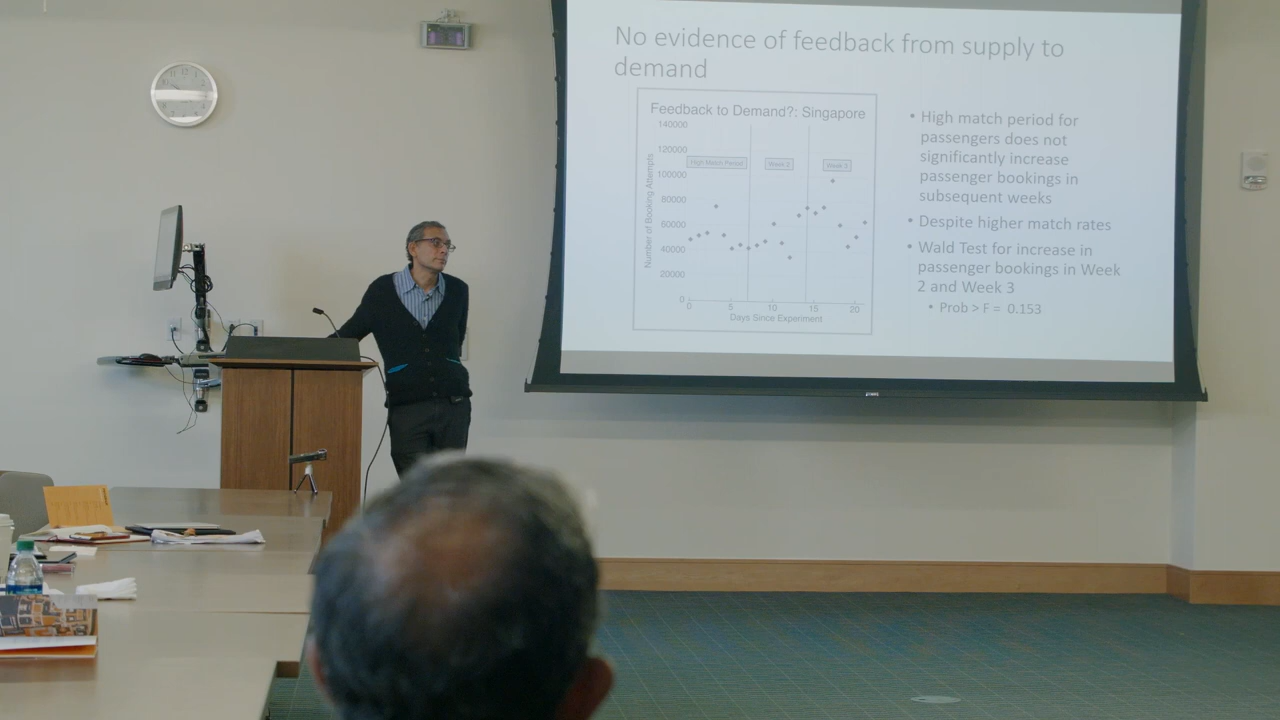 No evidence of feedback from supply to
demand
Feedback to Demand?: Singapore
140000
120000
100000
80000
60000
40000
20000
0
Number of Booking Attempts
High Match Period
Week 2
Week 3
0 5 10 15 20
Days Since Experiment
• High match period for
passengers does not
significantly increase
passenger bookings in
subsequent weeks
• Despite higher match rates
• Wald Test for increase in
passenger bookings in Week
2 and Week 3
• Prob > F = 0.153